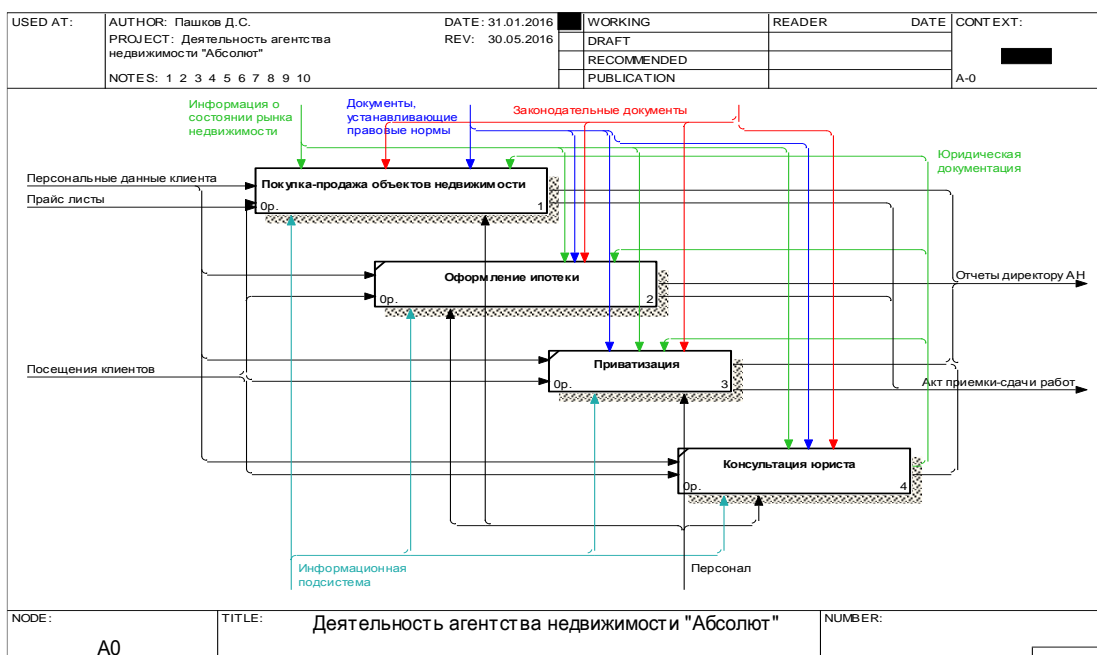 USED AT:
AUTHOR: Пашков Д.С.
DATE: 31.01.2016
PROJECT: Деятельность агентства
недвижимости "Абсолют"
REV: 30.05.2016
NOTES: 1 2 3 4 5 6 7 8 9 10
WORKING
DRAFT
RECOMMENDED
PUBLICATION
READER
DATE
CONTEXT:
A-0
Информация о
состоянии рынка
недвижимости
Документы,
устанавливающие
правовые нормы
Законодательные документы
Юридическая
документация
Персональные данные клиента
Прайс листы
Покупка-продажа объектов недвижимости
0р.
1
Оформление ипотеки
0р.
2
Отчеты директору АН
Посещения клиентов
Приватизация
0р.
3
Акт приемки-сдачи работ
Консультация юриста
0р.
4
Информационная
подсистема
Персонал
NODE:
A0
TITLE:
Деятельность агентства недвижимости "Абсолют"
NUMBER: